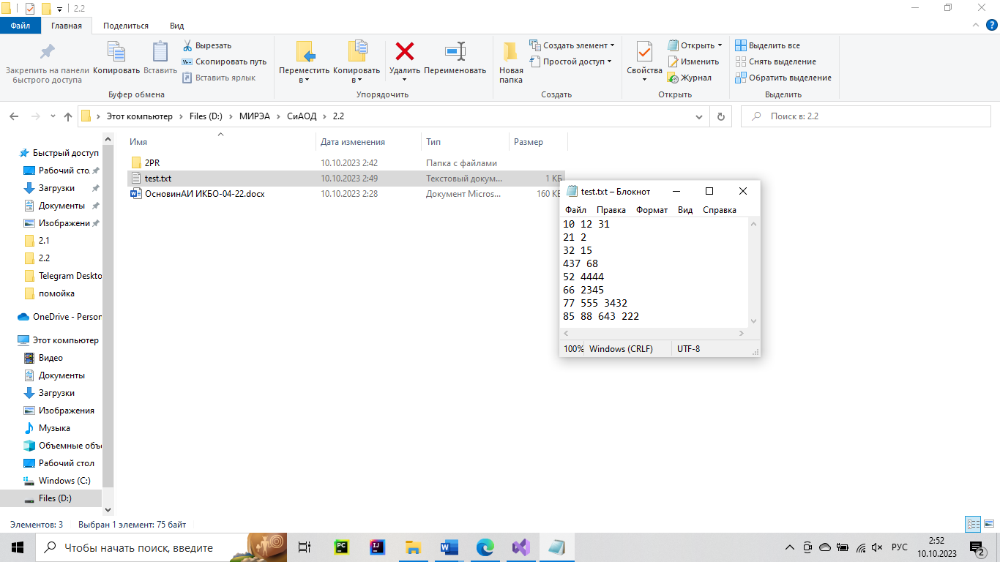 2.2
Файл Главная Поделиться Вид
Закрепить на панели быстрого доступа
Копировать
Вставить
Вырезать
Скопировать путь
Вставить ярлык
Буфер обмена
Переместить в
Копировать в
Удалить
Переименовать
Упорядочить
Новая папка
Создать элемент
Простой доступ
Создать
Свойства
Открыть
Изменить
Журнал
Открыть
Выделить все
Снять выделение
Обратить выделение
Выделить
Этот компьютер > Files (D:) > МИРЭА > СиАОД > 2.2
Поиск в: 2.2
Быстрый доступ
Рабочий сто.
Загрузки
Документы
Изображени
2.1
2.2
Telegram Deskto
помойка
OneDrive - Person
Этот компьютер
Видео
Документы
Загрузки
Изображения
Музыка
Объемные объе
Рабочий стол
Windows (C:)
Files (D:)
Имя Дата изменения Тип Размер
2PR 10.10.2023 2:42 Папка с файлами
test.txt 10.10.2023 2:49 Текстовый докум... 1 КБ
ОсновинАИ ИКБО-04-22.docx 10.10.2023 2:28 Документ Micros... 160 КБ
test.txt – Блокнот
Файл Правка Формат Вид Справка
10 12 31
21 2
32 15
437 68
52 4444
66 2345
77 555 3432
85 88 643 222
100% Windows (CRLF) UTF-8
Элементов: 3 Выбран 1 элемент: 75 байт
Чтобы начать поиск, введите
PC
IJ
W
РУС
2:52
10.10.2023
2